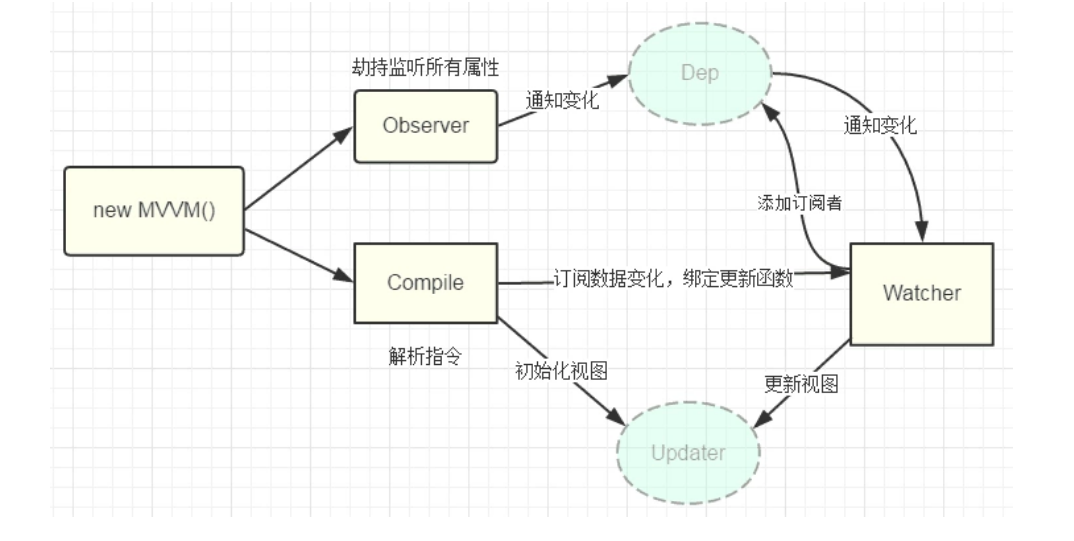 劫持监听所有属性
Dep
通知变化
Observer
通知变化
new MVVM()
添加订阅者
Compile
订阅数据变化，绑定更新函数
Watcher
解析指令
初始化视图
更新视图
Updater